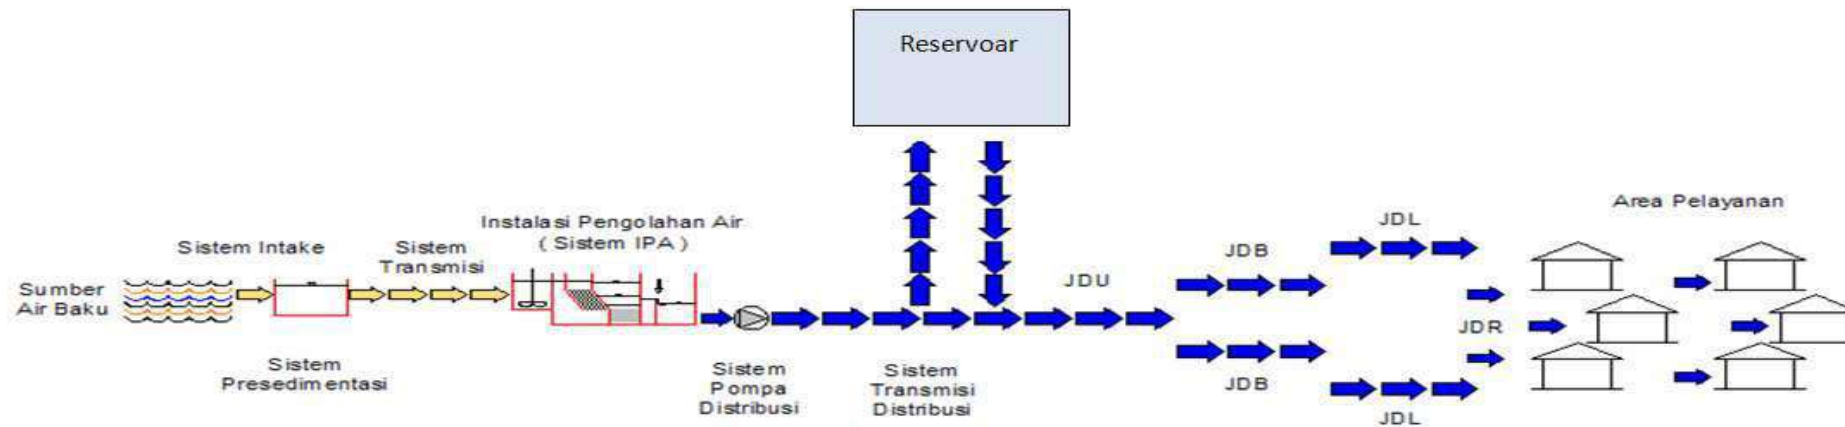 Reservoar
Sumber
Air Baku
Sistem Intake
Sistem
Presedimentasi
Sistem
Transmisi
Instalasi Pengolahan Air
( Sistem IPA )
Sistem
Pompa
Distribusi
Sistem
Transmisi
Distribusi
JDU
JDB
JDB
JDL
JDL
JDR
Area Pelayanan